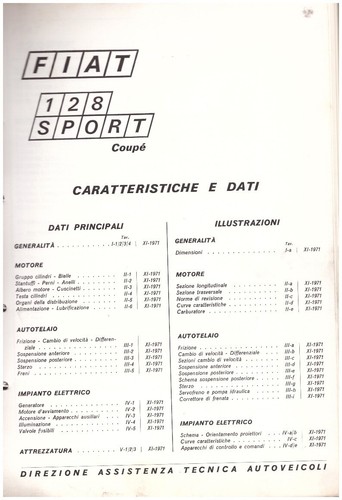 FIAT
128
SPORT
Coupé
CARATTERISTICHE E DATI
DATI PRINCIPALI
Tav.
GENERALITÀ . . . . . . . . I-1/2/3/4 | XI-1971
MOTORE
Gruppo cilindri - Bielle . . . . . . II-1 | XI-1971
Stantuffi - Perni - Anelli . . . . . II-2 | XI-1971
Albero motore - Cuscinetti . . . . II-3 | XI-1971
Testa cilindri . . . . . . II-4 | XI-1971
Organi della distribuzione . . . . II-5 | XI-1971
Alimentazione - Lubrificazione . . . II-6 | XI-1971
AUTOTELAIO
Frizione - Cambio di velocità - Differen-
ziale . . . . . . III-1 | XI-1971
Sospensione anteriore . . . . . III-2 | XI-1971
Sospensione posteriore . . . . . III-3 | XI-1971
Sterzo . . . . . . III-4 | XI-1971
Freni . . . . . . III-5 | XI-1971
IMPIANTO ELETTRICO
Generatore . . . . . . IV-1 | XI-1971
Motore d'avviamento . . . . . IV-2 | XI-1971
Accensione - Apparecchi ausiliari . . IV-3 | XI-1971
Illuminazione . . . . . . IV-4 | XI-1971
Valvole fusibili . . . . . . IV-5 | XI-1971
ATTREZZATURA . . . . . V-1/2/3 | XI-1971
ILLUSTRAZIONI
Tav.
GENERALITÀ
Dimensioni . . . . . . I-a | XI-1971
MOTORE
Sezione longitudinale . . . . . II-a | XI-1971
Sezione trasversale . . . . . II-b | XI-1971
Norme di revisione . . . . . II-c | XI-1971
Curve caratteristiche . . . . . II-d | XI-1971
Carburatore . . . . . . II-e | XI-1971
AUTOTELAIO
Frizione . . . . . . III-a | XI-1971
Cambio di velocità - Differenziale . . III-b | XI-1971
Sezioni cambio di velocità . . . . III-c | XI-1971
Sospensione anteriore . . . . . III-d | XI-1971
Sospensione posteriore . . . . . III-e | XI-1971
Schema sospensione posteriore . . . III-f | XI-1971
Sterzo . . . . . . III-g | XI-1971
Servofreno e pompa idraulica . . . III-h | XI-1971
Correttore di frenata . . . . . III-i | XI-1971
IMPIANTO ELETTRICO
Schema - Orientamento proiettori . . IV-a/b | XI-1971
Curve caratteristiche . . . . . IV-c | XI-1971
Apparecchi di controllo e comandi . . IV-d/e | XI-1971
DIREZIONE ASSISTENZA TECNICA AUTOVEICOLI